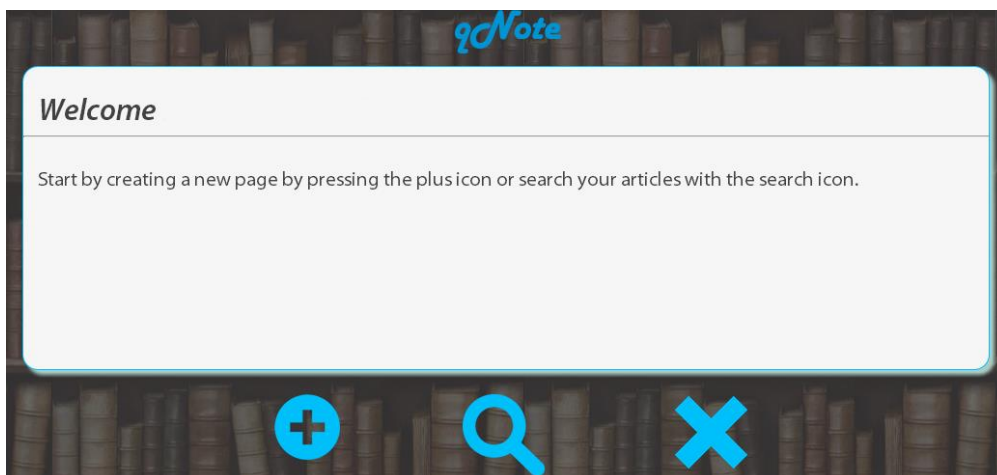 qcNote
Welcome
Start by creating a new page by pressing the plus icon or search your articles with the search icon.